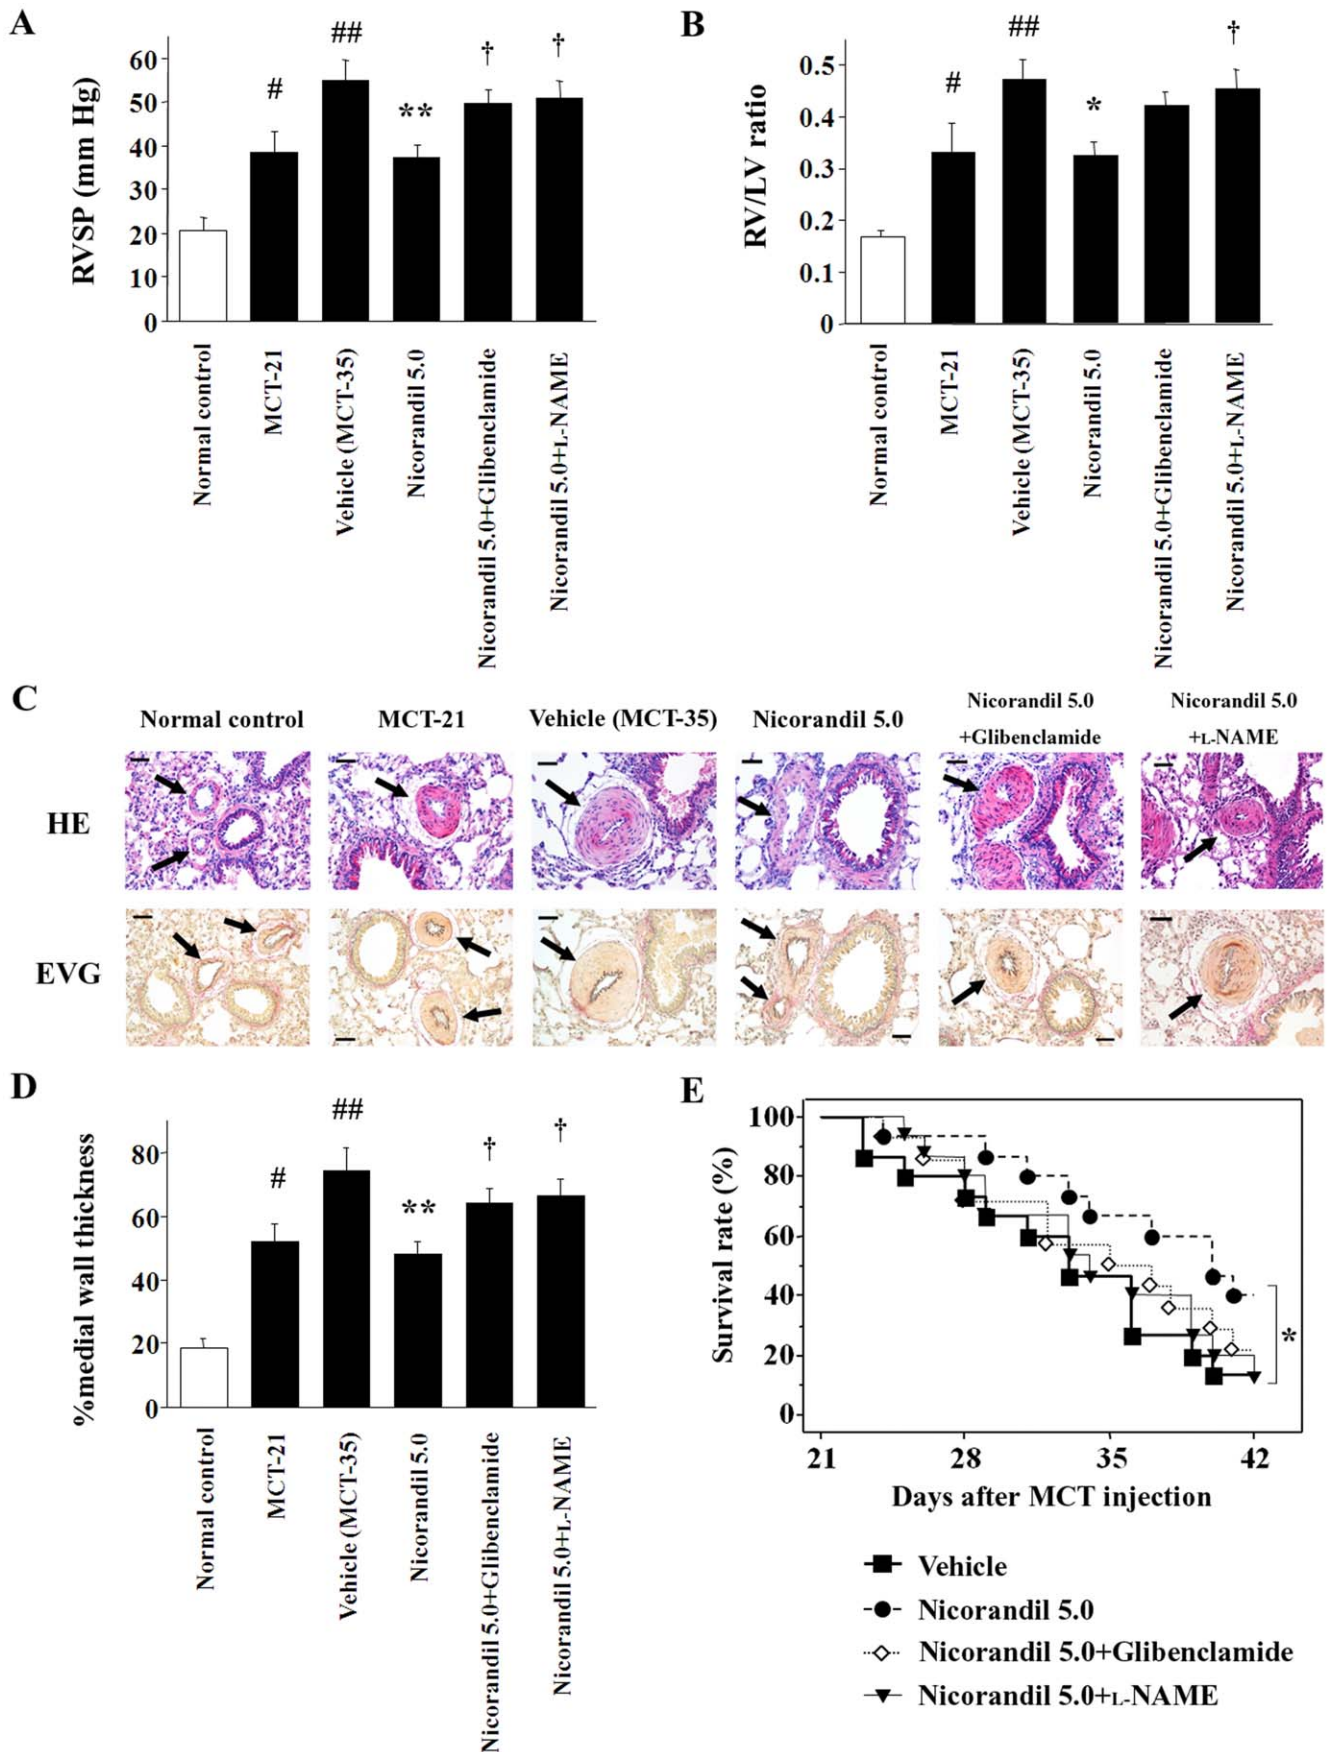 A
RVSP (mm Hg)
60
50
40
30
20
10
0
#
##
**
†
†
Normal control
MCT-21
Vehicle (MCT-35)
Nicorandil 5.0
Nicorandil 5.0+Glibenclamide
Nicorandil 5.0+L-NAME
B
RV/LV ratio
0.5
0.4
0.3
0.2
0.1
0
#
##
*
†
Normal control
MCT-21
Vehicle (MCT-35)
Nicorandil 5.0
Nicorandil 5.0+Glibenclamide
Nicorandil 5.0+L-NAME
C
Normal control
MCT-21
Vehicle (MCT-35)
Nicorandil 5.0
Nicorandil 5.0
+Glibenclamide
Nicorandil 5.0
+L-NAME
HE
EVG
D
%medial wall thickness
80
60
40
20
0
#
##
**
†
†
Normal control
MCT-21
Vehicle (MCT-35)
Nicorandil 5.0
Nicorandil 5.0+Glibenclamide
Nicorandil 5.0+L-NAME
E
Survival rate (%)
100
80
60
40
20
0
*
21 28 35 42
Days after MCT injection
Vehicle
Nicorandil 5.0
Nicorandil 5.0+Glibenclamide
Nicorandil 5.0+L-NAME